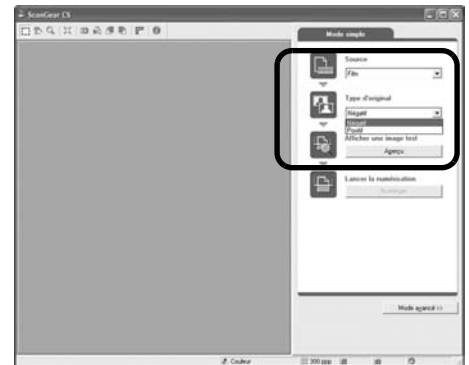 ScanGear CS
Mode simple
Source
Film
Type d'original
Négatif
Négatif
Positif
Afficher une image test
Aperçu
Lancer la numérisation
Numériser
Mode avancé >>
Couleur
300 ppp